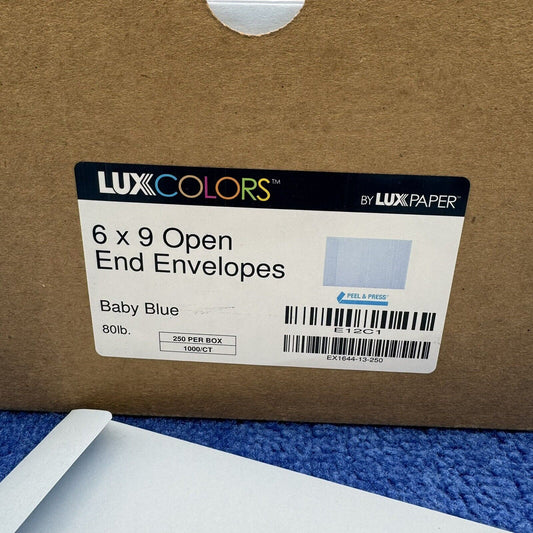 LUXCOLORS™
BY LUXPAPER™
6 x 9 Open
End Envelopes
PEEL & PRESS®
Baby Blue
80lb.
250 PER BOX
1000/CT
E12C1
EX1644-13-250